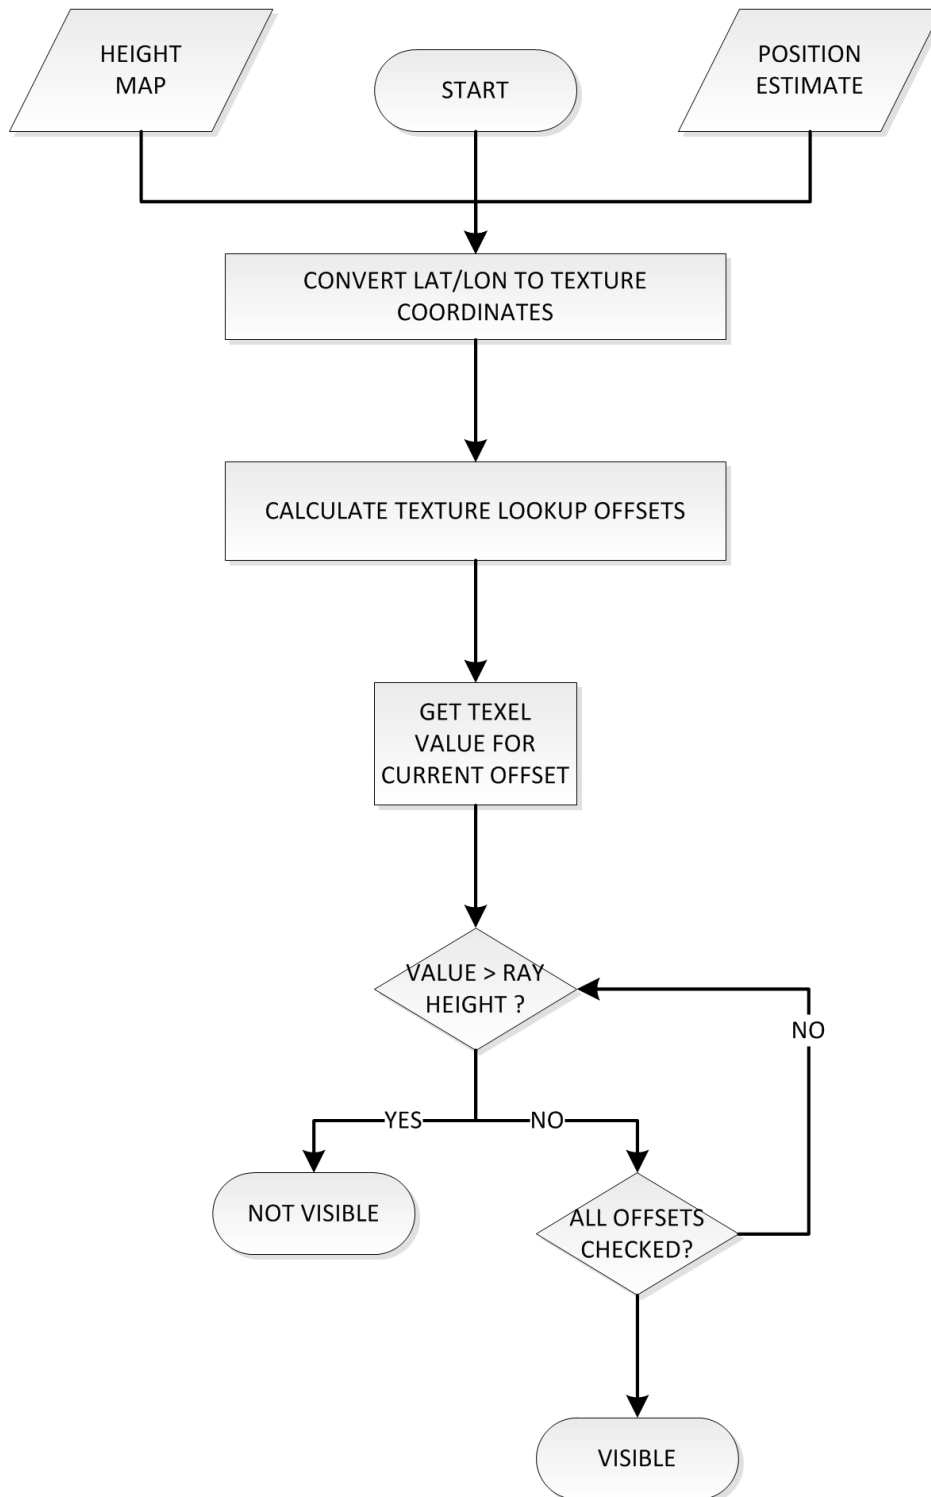 HEIGHT
MAP
START
POSITION
ESTIMATE
CONVERT LAT/LON TO TEXTURE
COORDINATES
CALCULATE TEXTURE LOOKUP OFFSETS
GET TEXEL
VALUE FOR
CURRENT OFFSET
VALUE > RAY
HEIGHT ?
NO
YES
NO
NOT VISIBLE
ALL OFFSETS
CHECKED?
VISIBLE